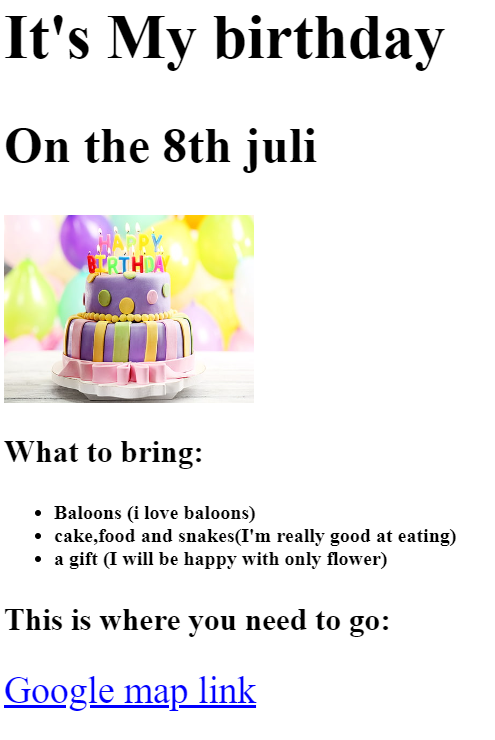 It's My birthday
On the 8th juli
HAPPY
BIRTHDAY
What to bring:
Baloons (i love baloons)
cake,food and snakes(I'm really good at eating)
a gift (I will be happy with only flower)
This is where you need to go:
Google map link